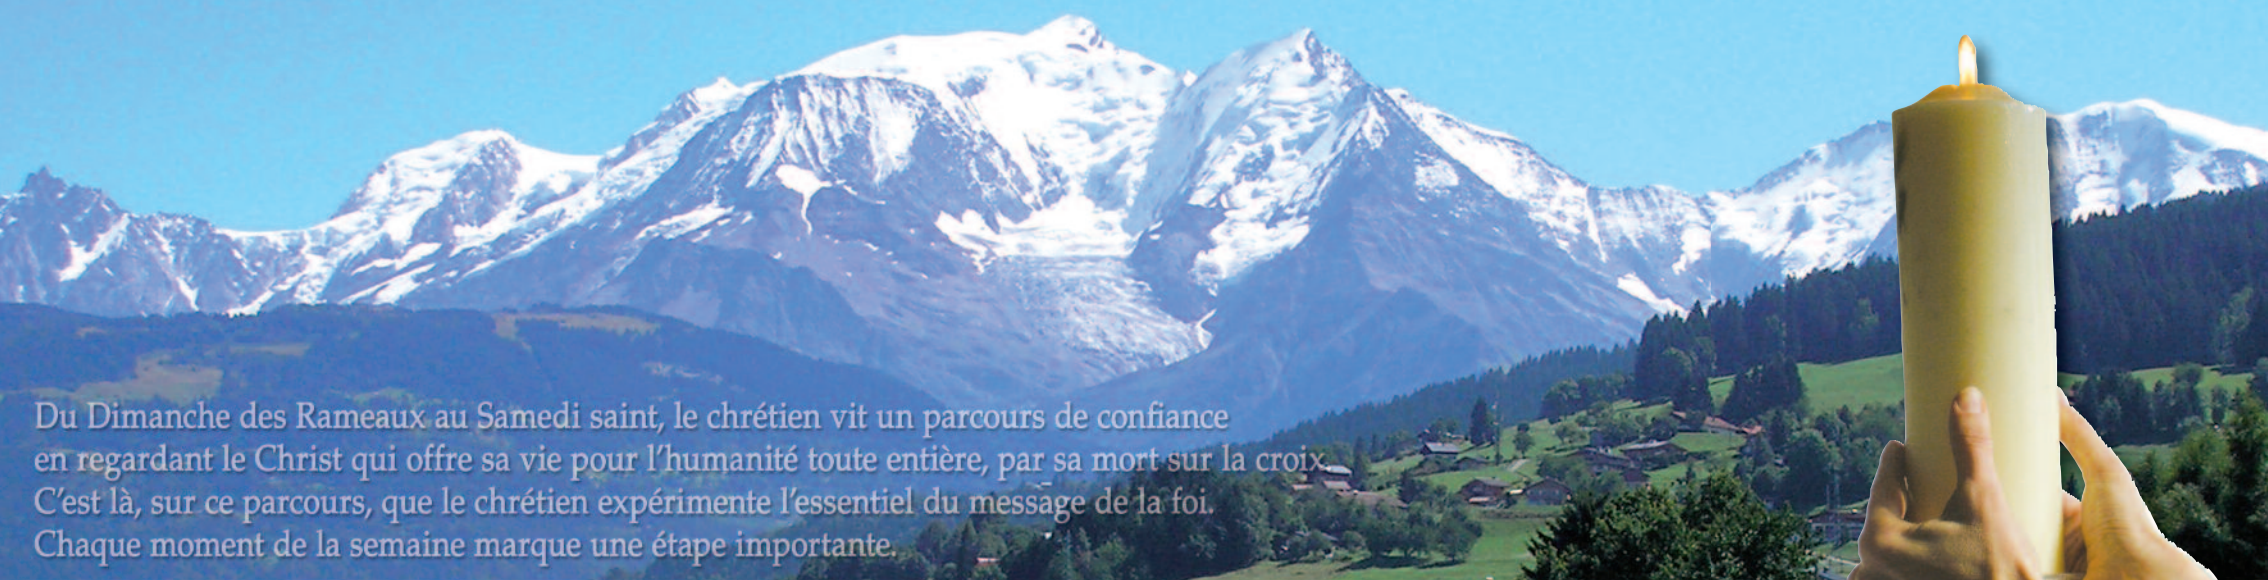 Du Dimanche des Rameaux au Samedi saint, le chrétien vit un parcours de confiance
en regardant le Christ qui offre sa vie pour l'humanité toute entière, par sa mort sur la croix.
C'est là, sur ce parcours, que le chrétien expérimente l'essentiel du message de la foi.
Chaque moment de la semaine marque une étape importante.